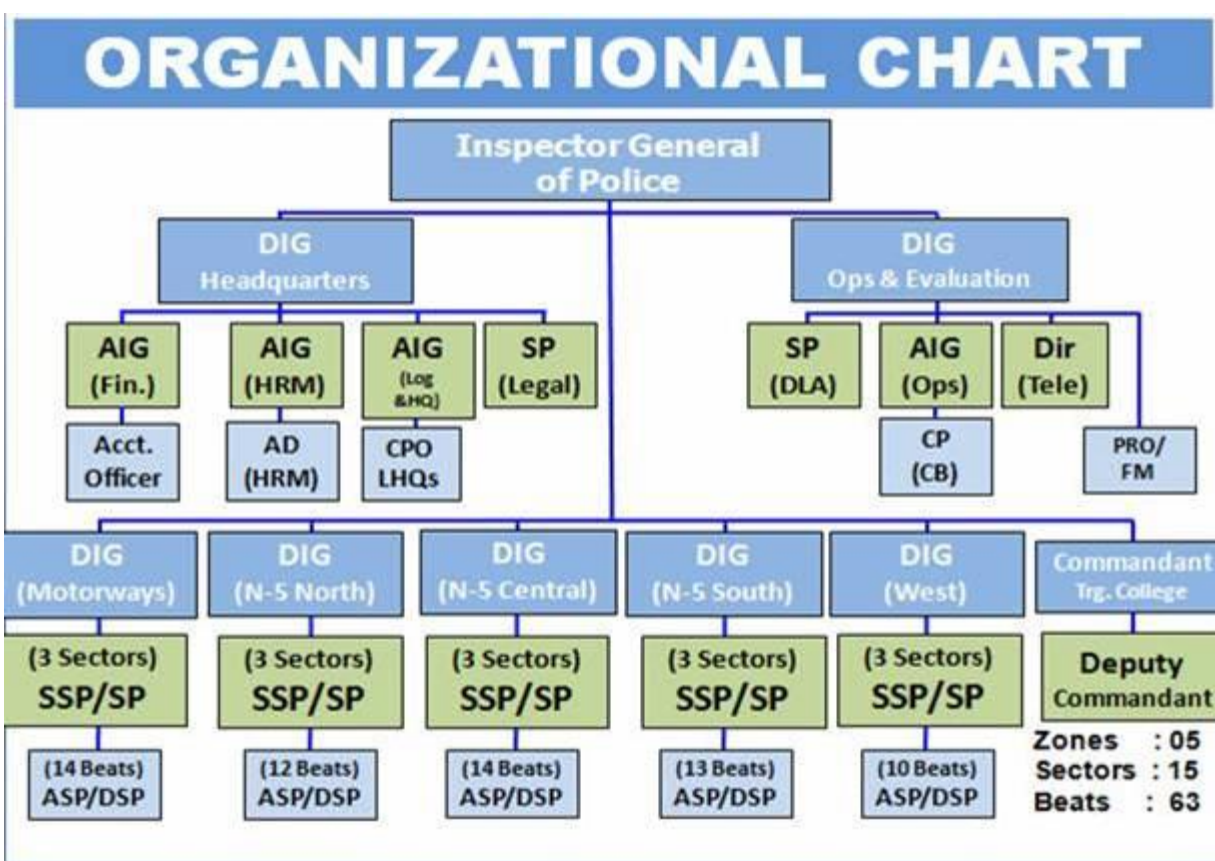 ORGANIZATIONAL CHART
Inspector General
of Police
DIG
Headquarters
DIG
Ops & Evaluation
AIG
(Fin.)
AIG
(HRM)
AIG
(Log
&HQ)
SP
(Legal)
SP
(DLA)
AIG
(Ops)
Dir
(Tele)
Acct.
Officer
AD
(HRM)
CPO
LHQs
CP
(CB)
PRO/
FM
DIG
(Motorways)
DIG
(N-5 North)
DIG
(N-5 Central)
DIG
(N-5 South)
DIG
(West)
Commandant
Trg. College
(3 Sectors)
SSP/SP
(3 Sectors)
SSP/SP
(3 Sectors)
SSP/SP
(3 Sectors)
SSP/SP
(3 Sectors)
SSP/SP
Deputy
Commandant
(14 Beats)
ASP/DSP
(12 Beats)
ASP/DSP
(14 Beats)
ASP/DSP
(13 Beats)
ASP/DSP
(10 Beats)
ASP/DSP
Zones : 05
Sectors : 15
Beats : 63